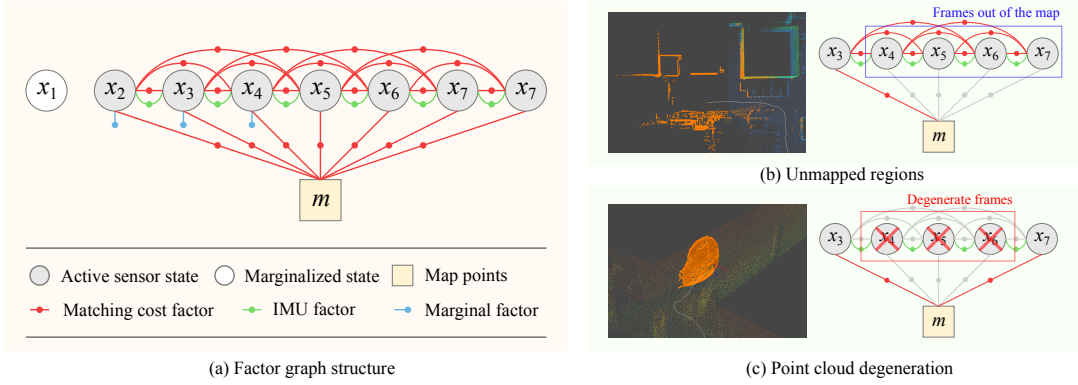 x1 x2 x3 x4 x5 x6 x7 x7
m
Active sensor state Marginalized state Map points
Matching cost factor IMU factor Marginal factor
(a) Factor graph structure
Frames out of the map
x3 x4 x5 x6 x7
m
(b) Unmapped regions
Degenerate frames
x3 x4 x5 x6 x7
m
(c) Point cloud degeneration